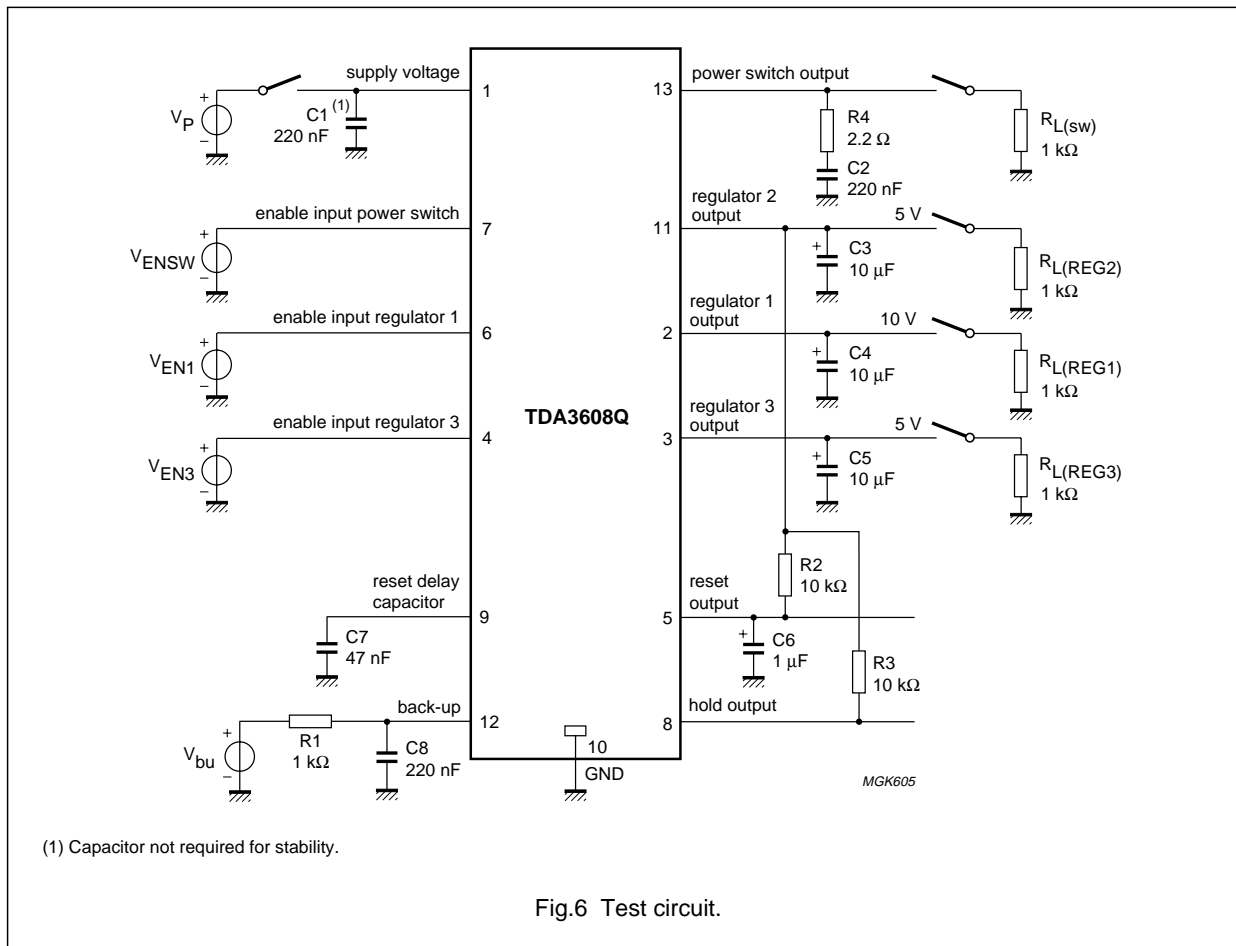 supply voltage
1
V_P
+
−
C1 (1)
220 nF
enable input power switch
7
V_ENSW
+
−
enable input regulator 1
6
V_EN1
+
−
enable input regulator 3
4
V_EN3
+
−
reset delay
capacitor
9
C7
47 nF
back-up
12
V_bu
+
−
R1
1 kΩ
C8
220 nF
TDA3608Q
10
GND
power switch output
13
R4
2.2 Ω
C2
220 nF
R_L(sw)
1 kΩ
regulator 2
output
11
5 V
+
C3
10 µF
R_L(REG2)
1 kΩ
regulator 1
output
2
10 V
+
C4
10 µF
R_L(REG1)
1 kΩ
regulator 3
output
3
5 V
+
C5
10 µF
R_L(REG3)
1 kΩ
R2
10 kΩ
reset
output
5
+
C6
1 µF
R3
10 kΩ
hold output
8
MGK605
(1) Capacitor not required for stability.
Fig.6 Test circuit.